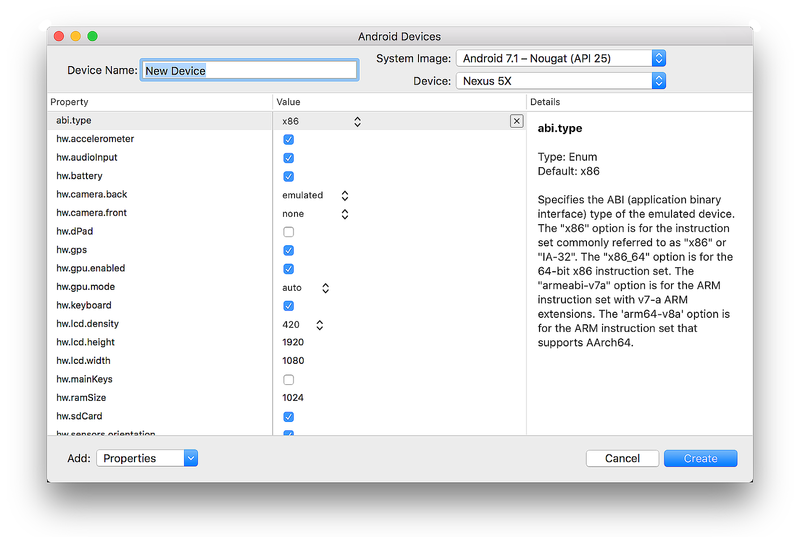 Android Devices
Device Name: New Device
System Image: Android 7.1 – Nougat (API 25)
Device: Nexus 5X
Property Value Details
abi.type x86
hw.accelerometer
hw.audioInput
hw.battery
hw.camera.back emulated
hw.camera.front none
hw.dPad
hw.gps
hw.gpu.enabled
hw.gpu.mode auto
hw.keyboard
hw.lcd.density 420
hw.lcd.height 1920
hw.lcd.width 1080
hw.mainKeys
hw.ramSize 1024
hw.sdCard
hw.sensors.orientation
abi.type
Type: Enum
Default: x86
Specifies the ABI (application binary
interface) type of the emulated device.
The "x86" option is for the instruction
set commonly referred to as "x86" or
"IA-32". The "x86_64" option is for the
64-bit x86 instruction set. The
"armeabi-v7a" option is for the ARM
instruction set with v7-a ARM
extensions. The 'arm64-v8a' option is
for the ARM instruction set that
supports AArch64.
Add: Properties
Cancel
Create